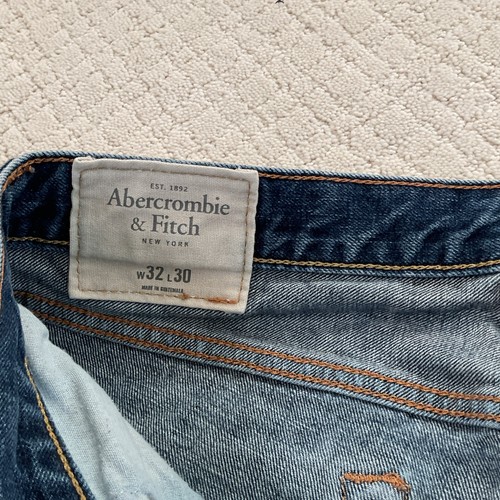 EST. 1892
Abercrombie
& Fitch
NEW YORK
W32 L30
MADE IN GUATEMALA